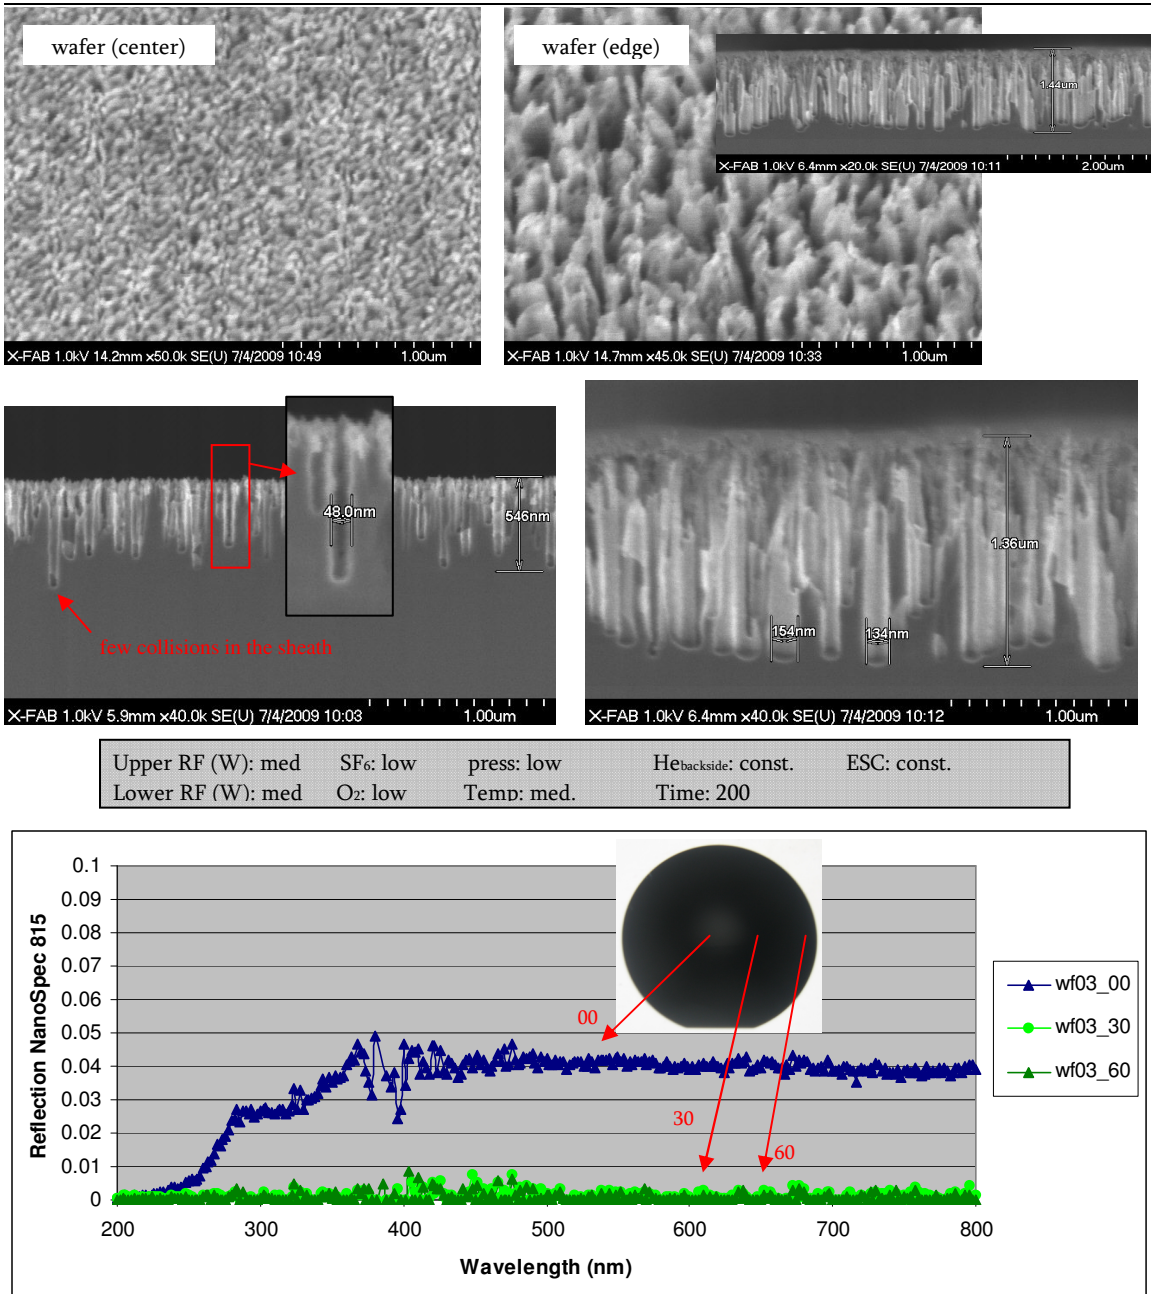 wafer (center)
wafer (edge)
1.44um
X-FAB 1.0kV 6.4mm x20.0k SE(U) 7/4/2009 10:11 2.00um
X-FAB 1.0kV 14.2mm x50.0k SE(U) 7/4/2009 10:49 1.00um
X-FAB 1.0kV 14.7mm x45.0k SE(U) 7/4/2009 10:33 1.00um
48.0nm
546nm
few collisions in the sheath
X-FAB 1.0kV 5.9mm x40.0k SE(U) 7/4/2009 10:03 1.00um
1.36um
154nm
134nm
X-FAB 1.0kV 6.4mm x40.0k SE(U) 7/4/2009 10:12 1.00um
Upper RF (W): med SF6: low press: low Hebackside: const. ESC: const.
Lower RF (W): med O2: low Temp: med. Time: 200
Reflection NanoSpec 815
0.1
0.09
0.08
0.07
0.06
0.05
0.04
0.03
0.02
0.01
0
00
30
60
200 300 400 500 600 700 800
Wavelength (nm)
wf03_00
wf03_30
wf03_60